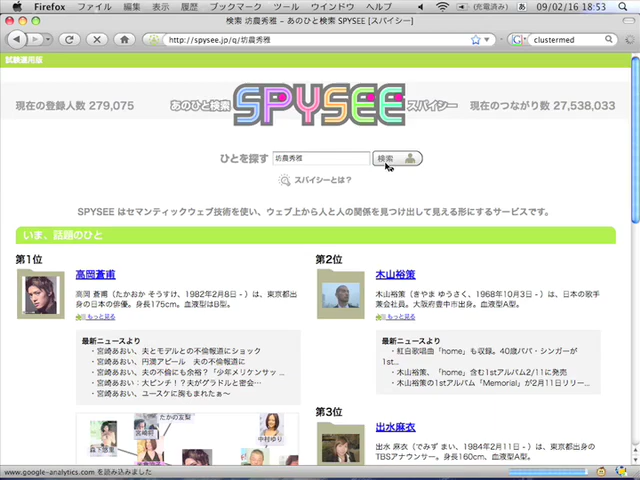 Firefox ファイル 編集 表示 履歴 ブックマーク ツール ウインドウ ヘルプ (充電済み) あ 09/02/16 18:53
検索 坊農秀雅 - あのひと検索 SPYSEE [スパイシー]
http://spysee.jp/q/坊農秀雅
clustermed
試験運用版
現在の登録人数 279,075 あのひと検索 SPYSEE スパイシー 現在のつながり数 27,538,033
ひとを探す 坊農秀雅 検索
スパイシーとは?
SPYSEE はセマンティックウェブ技術を使い、ウェブ上から人と人の関係を見つけ出して見える形にするサービスです。
いま、話題のひと
第1位
高岡蒼甫
高岡 蒼甫(たかおか そうすけ、1982年2月8日 - )は、東京都出
身の日本の俳優。身長175cm。血液型はB型。
もっと見る
最新ニュースより
・宮崎あおい、夫とモデルとの不倫報道にショック
・宮崎あおい、円満アピール 夫の不倫報道に
・宮崎あおい、夫の不倫にも余裕?「少年メリケンサッ ...
・宮崎あおい:大ピンチ!?夫がグラドルと密会…
・宮崎あおい、ユースケに胸もまれたぁ〜
たかの友梨
宮崎将
森下悠里
中村ゆり
第2位
木山裕策
木山裕策(きやま ゆうさく、1968年10月3日 - )は、日本の歌手
兼会社員。大阪府豊中市出身。血液型A型。
もっと見る
最新ニュースより
・紅白歌唱曲「home」も収録。40歳パパ・シンガーが
1st...
・木山裕策、「home」含む1stアルバム2/11に発売
・木山裕策の1stアルバム「Memorial」が2月11日リリー...
第3位
出水麻衣
出水 麻衣(でみず まい、1984年2月11日 - )は、東京都出身の
TBSアナウンサー。身長160cm、血液型A型。
www.google-analytics.com を読み込みました